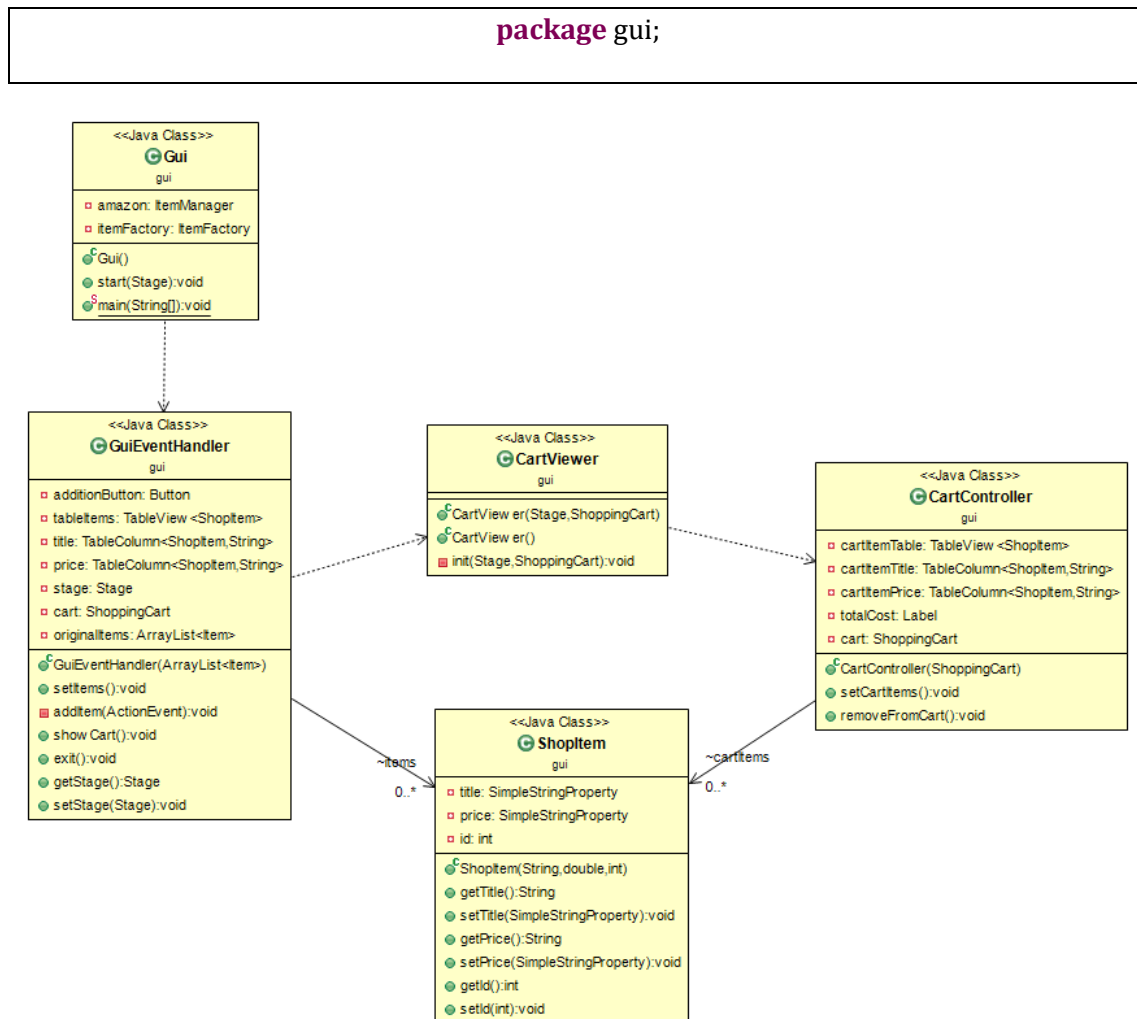 package gui;
<<Java Class>>
Gui
gui
amazon: ItemManager
itemFactory: ItemFactory
Gui()
start(Stage):void
main(String[]):void
<<Java Class>>
GuiEventHandler
gui
additionButton: Button
tableItems: TableView<ShopItem>
title: TableColumn<ShopItem,String>
price: TableColumn<ShopItem,String>
stage: Stage
cart: ShoppingCart
originalItems: ArrayList<Item>
GuiEventHandler(ArrayList<Item>)
setItems():void
addItem(ActionEvent):void
showCart():void
exit():void
getStage():Stage
setStage(Stage):void
<<Java Class>>
CartViewer
gui
CartViewer(Stage,ShoppingCart)
CartViewer()
init(Stage,ShoppingCart):void
<<Java Class>>
CartController
gui
cartItemTable: TableView<ShopItem>
cartItemTitle: TableColumn<ShopItem,String>
cartItemPrice: TableColumn<ShopItem,String>
totalCost: Label
cart: ShoppingCart
CartController(ShoppingCart)
setCartItems():void
removeFromCart():void
~items
0..*
~cartItems
0..*
<<Java Class>>
ShopItem
gui
title: SimpleStringProperty
price: SimpleStringProperty
id: int
ShopItem(String,double,int)
getTitle():String
setTitle(SimpleStringProperty):void
getPrice():String
setPrice(SimpleStringProperty):void
getId():int
setId(int):void